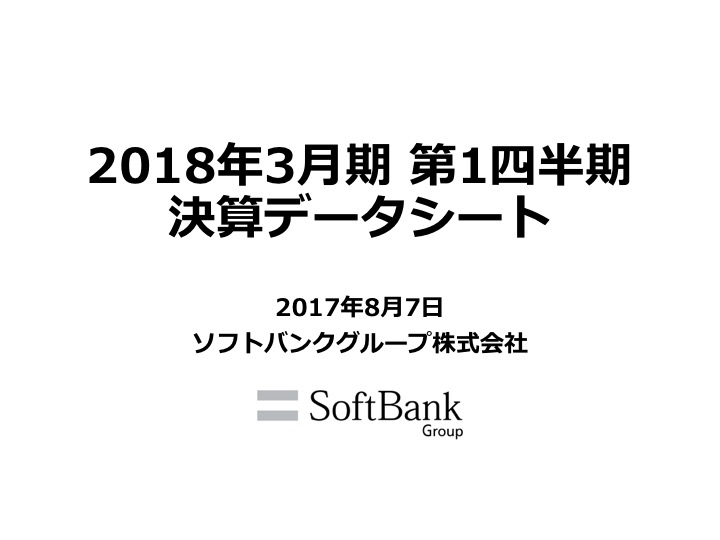 2018年3月期 第1四半期
決算データシート
2017年8月7日
ソフトバンクグループ株式会社
SoftBank
Group